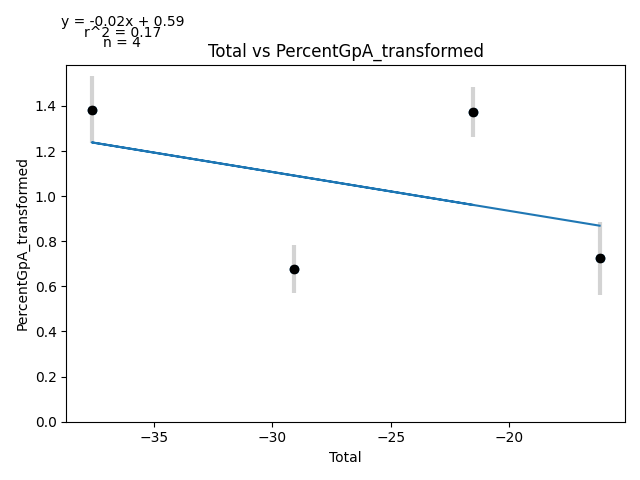 y = -0.02x + 0.59
r^2 = 0.17
n = 4
Total vs PercentGpA_transformed
PercentGpA_transformed
1.4
1.2
1.0
0.8
0.6
0.4
0.2
0.0
−35
−30
−25
−20
Total